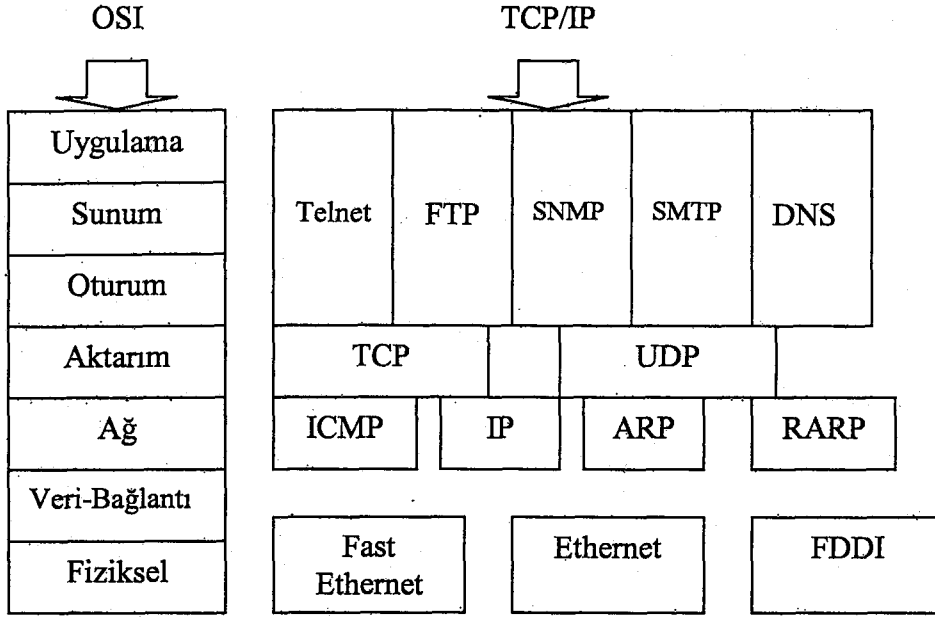 OSI
TCP/IP
Uygulama
Sunum
Oturum
Aktarım
Ağ
Veri-Bağlantı
Fiziksel
Telnet
FTP
SNMP
SMTP
DNS
TCP
UDP
ICMP
IP
ARP
RARP
Fast
Ethernet
Ethernet
FDDI